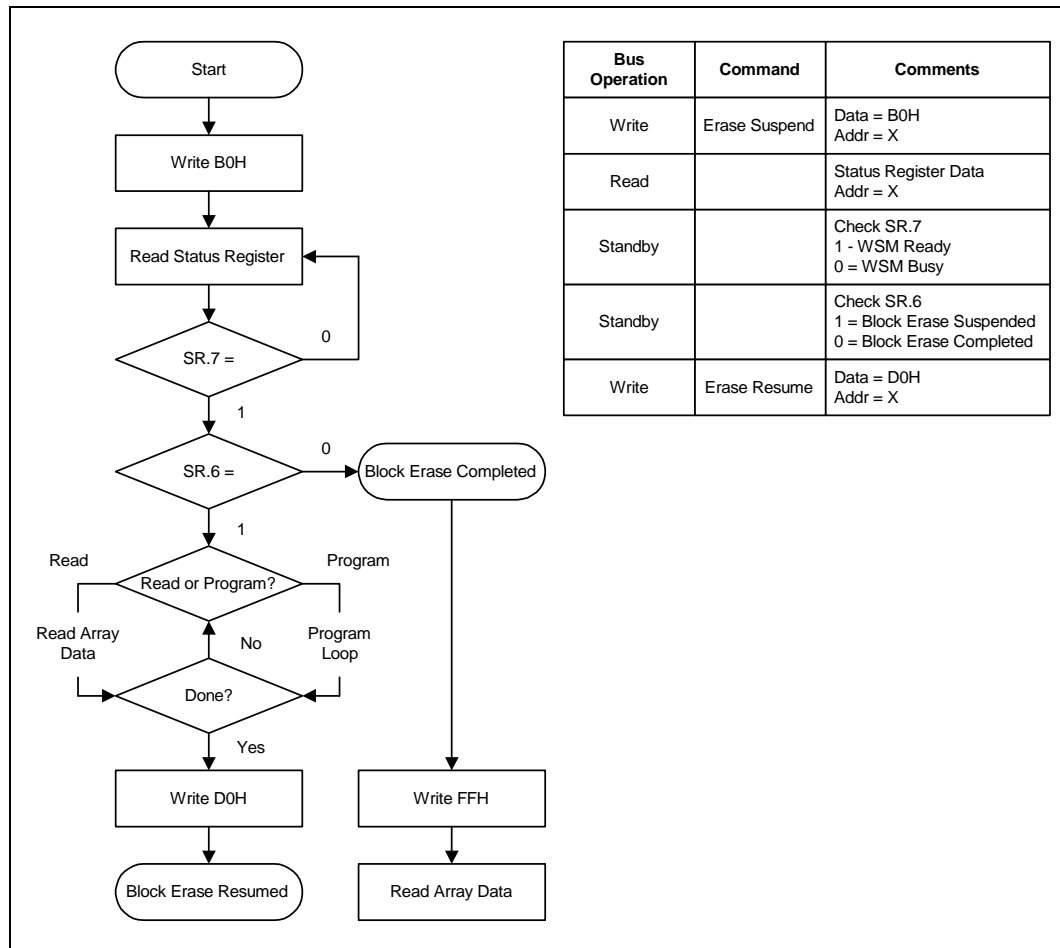 Start
Write B0H
Read Status Register
0
SR.7 =
1
0
SR.6 =
Block Erase Completed
1
Read
Program
Read or Program?
Read Array
Data
No
Program
Loop
Done?
Yes
Write D0H
Write FFH
Block Erase Resumed
Read Array Data
Bus
Operation
Command
Comments
Write
Erase Suspend
Data = B0H
Addr = X
Read
Status Register Data
Addr = X
Standby
Check SR.7
1 - WSM Ready
0 = WSM Busy
Standby
Check SR.6
1 = Block Erase Suspended
0 = Block Erase Completed
Write
Erase Resume
Data = D0H
Addr = X